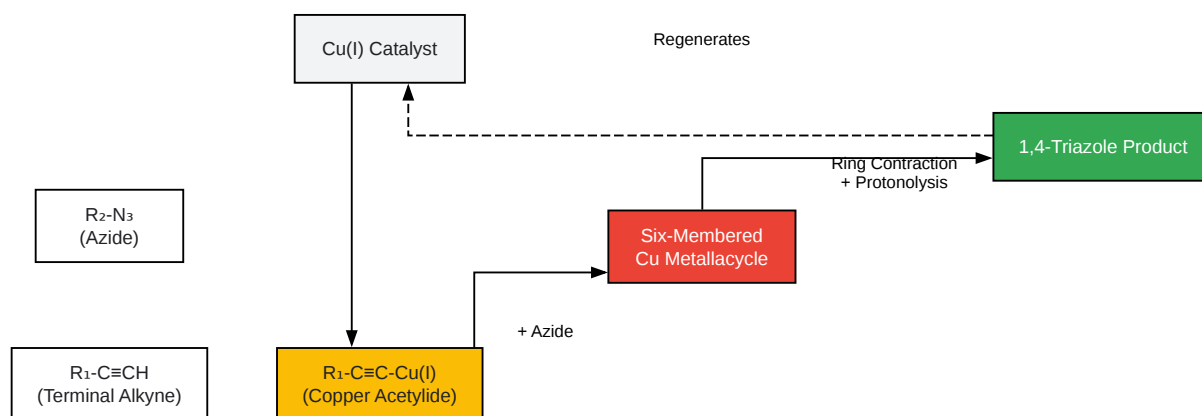 Cu(I) Catalyst
Regenerates
1,4-Triazole Product
Ring Contraction
+ Protonolysis
R₂-N₃
(Azide)
Six-Membered
Cu Metallacycle
+ Azide
R₁-C≡CH
(Terminal Alkyne)
R₁-C≡C-Cu(I)
(Copper Acetylide)